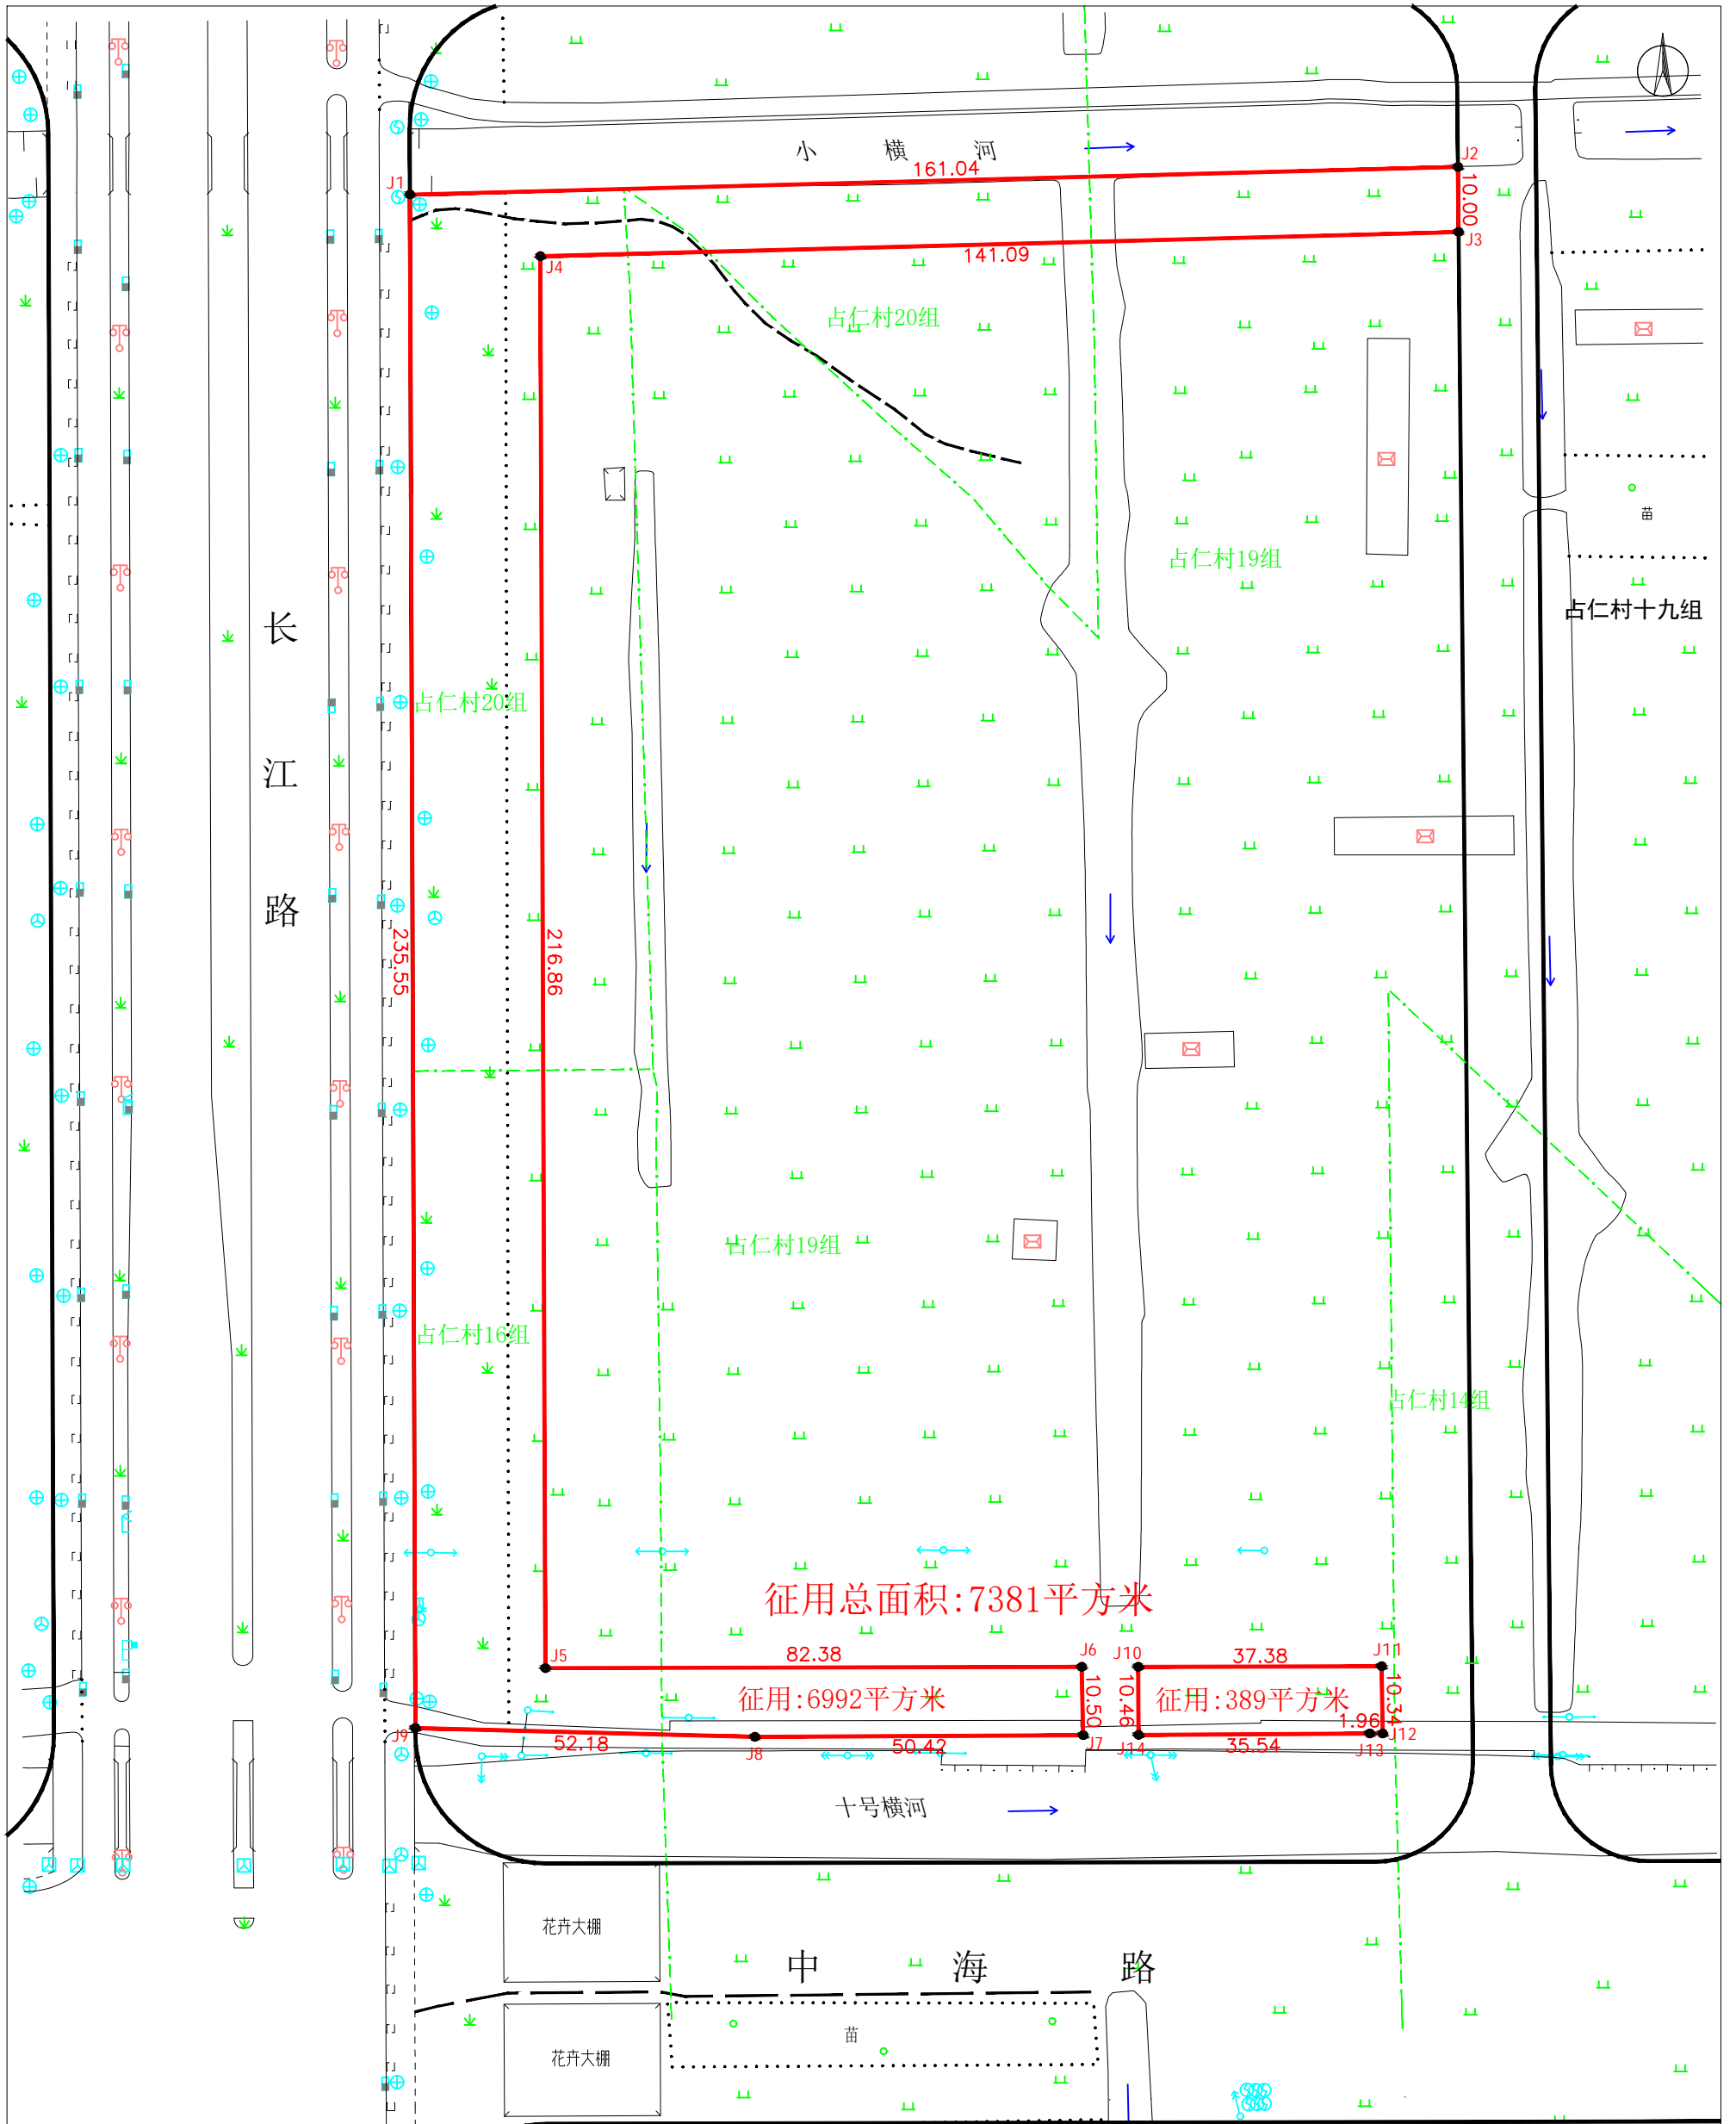 小 横 河
J1
161.04
J2
10.00
J3
J4
141.09
占仁村20组
占仁村19组
苗
占仁村十九组
长江路
占仁村20组
235.55
216.86
占仁村19组
占仁村16组
占仁村14组
征用总面积:7381平方米
J5
82.38
J6
J10
37.38
J11
征用:6992平方米
10.50
10.46
征用:389平方米
10.34
1.96
J9
52.18
J8
50.42
J7
J14
35.54
J13
J12
十号横河
花卉大棚
中 海 路
苗
花卉大棚